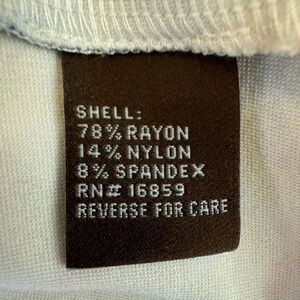 SHELL:
78% RAYON
14% NYLON
8% SPANDEX
RN# 16859
REVERSE FOR CARE